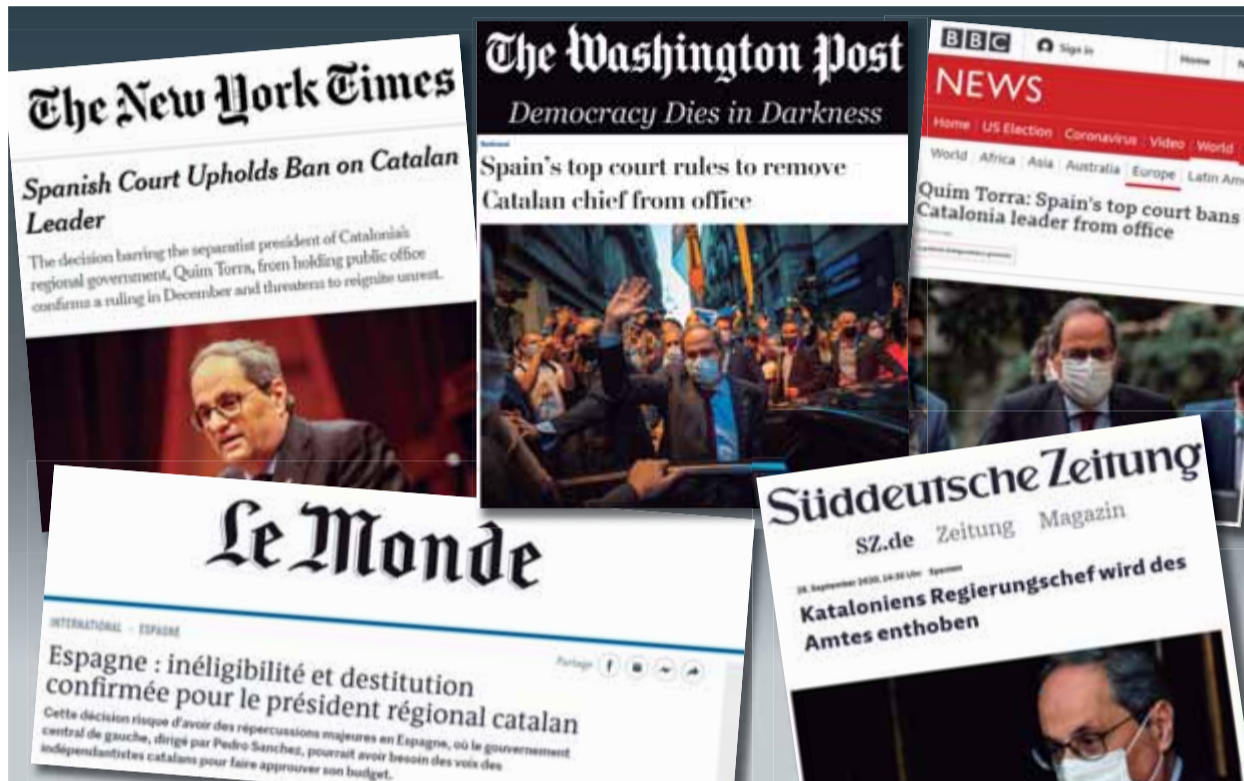 The New York Times
Spanish Court Upholds Ban on Catalan
Leader
The decision barring the separatist president of Catalonia's
regional government, Quim Torra, from holding public office
confirms a ruling in December and threatens to reignite unrest.
The Washington Post
Democracy Dies in Darkness
Spain's top court rules to remove
Catalan chief from office
BBC Sign in Home
NEWS
Home US Election Coronavirus Video World
World Africa Asia Australia Europe Latin Ame
Quim Torra: Spain's top court bans
Catalonia leader from office
Le Monde
INTERNATIONAL - ESPAGNE
Partage
Espagne : inéligibilité et destitution
confirmée pour le président régional catalan
Cette décision risque d'avoir des répercussions majeures en Espagne, où le gouvernement
central de gauche, dirigé par Pedro Sanchez, pourrait avoir besoin des voix des
indépendantistes catalans pour faire approuver son budget.
Süddeutsche Zeitung
SZ.de Zeitung Magazin
September 2020, Uhr Spanien
Kataloniens Regierungschef wird des
Amtes enthoben